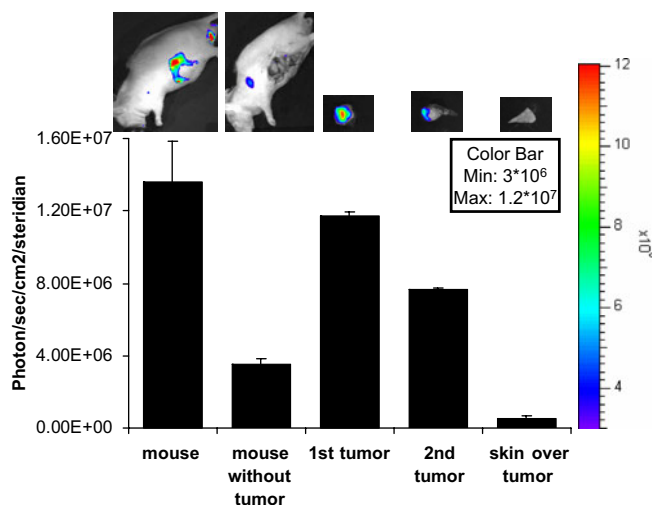 12
10
8
6
4
x10⁶
Color Bar
Min: 3*10⁶
Max: 1.2*10⁷
Photon/sec/cm2/steridian
1.60E+07
1.20E+07
8.00E+06
4.00E+06
0.00E+00
mouse
mouse without tumor
1st tumor
2nd tumor
skin over tumor